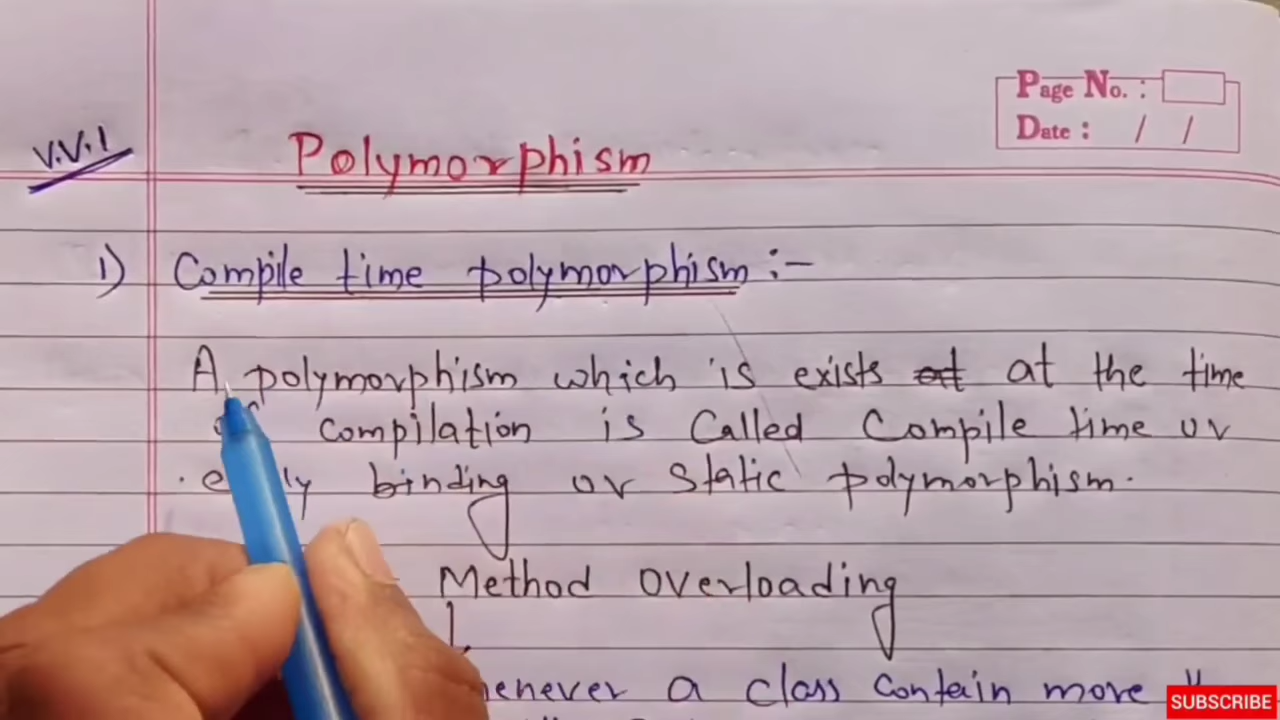 Page No. :
Date : / /
V.V.I
Polymorphism
1) Compile time polymorphism :-
A polymorphism which is exists at the time
compilation is Called Compile time or
binding or Static polymorphism.
Method Overloading
a class Contain more
SUBSCRIBE